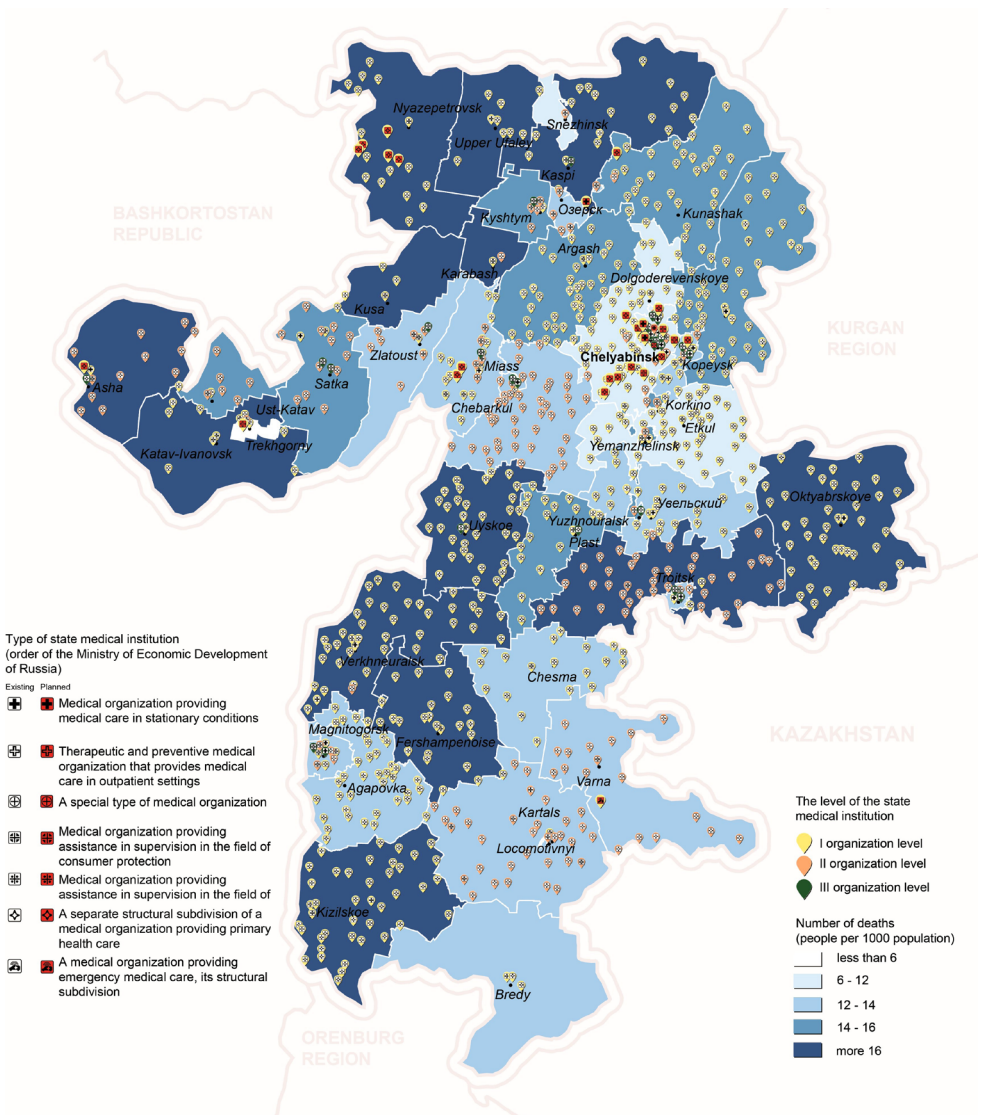 BASHKORTOSTAN
REPUBLIC
Nyazepetrovsk
Upper Ufaley
Snezhinsk
Kaspi
Озерск
Kyshtym
Kunashak
Argash
Karabash
Dolgoderevenskoye
Kusa
KURGAN
REGION
Zlatoust
Chelyabinsk
Miass
Kopeysk
Asha
Satka
Chebarkul
Ust-Katav
Korkino
Etkul
Trekhgorny
Katav-Ivanovsk
Yemanzhelinsk
Oktyabrskoye
Увельский
Uyskoe
Yuzhnouralsk
Plast
Troitsk
Type of state medical institution
(order of the Ministry of Economic Development
of Russia)
Existing Planned
Medical organization providing
medical care in stationary conditions
Therapeutic and preventive medical
organization that provides medical
care in outpatient settings
A special type of medical organization
Medical organization providing
assistance in supervision in the field of
consumer protection
Medical organization providing
assistance in supervision in the field of
A separate structural subdivision of a
medical organization providing primary
health care
A medical organization providing
emergency medical care, its structural
subdivision
Verkhneuralsk
Chesma
Magnitogorsk
Fershampenoise
KAZAKHSTAN
Agapovka
Varna
Kartals
Locomotivnyi
Kizilskoe
Bredy
ORENBURG
REGION
The level of the state
medical institution
I organization level
II organization level
III organization level
Number of deaths
(people per 1000 population)
less than 6
6 - 12
12 - 14
14 - 16
more 16